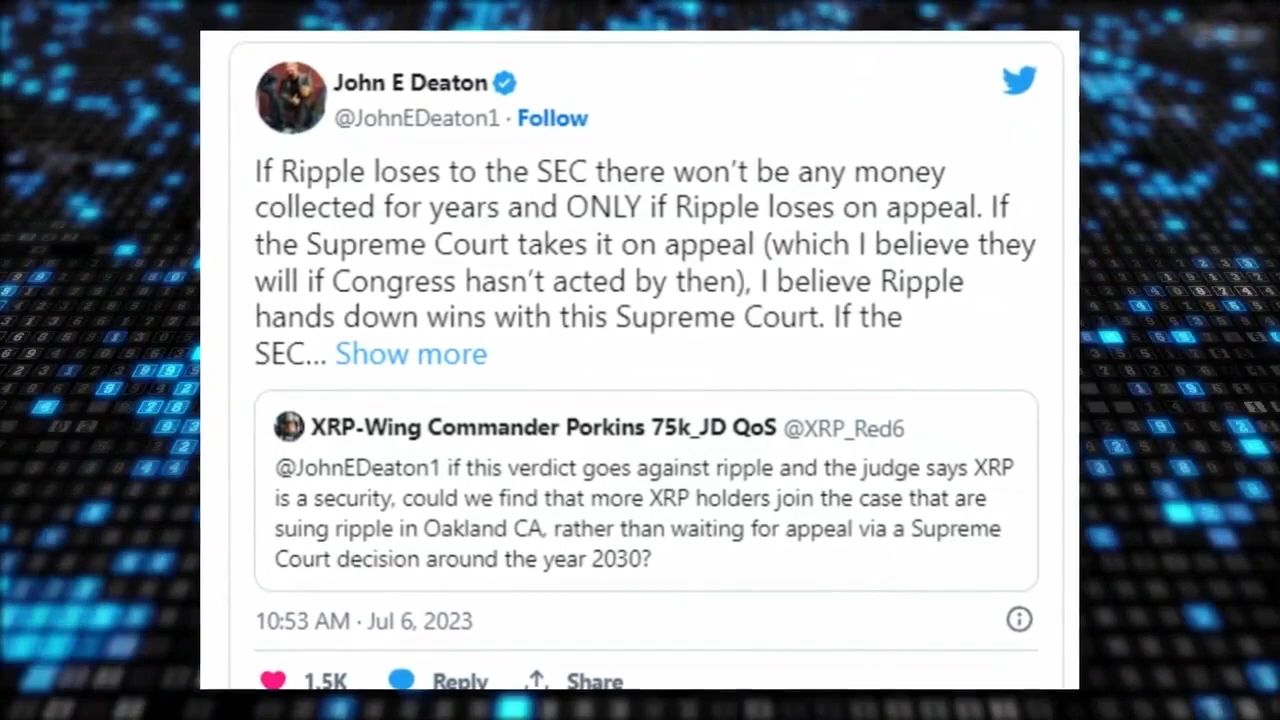 John E Deaton
@JohnEDeaton1 · Follow
If Ripple loses to the SEC there won’t be any money
collected for years and ONLY if Ripple loses on appeal. If
the Supreme Court takes it on appeal (which I believe they
will if Congress hasn’t acted by then), I believe Ripple
hands down wins with this Supreme Court. If the
SEC... Show more
XRP-Wing Commander Porkins 75k_JD QoS @XRP_Red6
@JohnEDeaton1 if this verdict goes against ripple and the judge says XRP
is a security, could we find that more XRP holders join the case that are
suing ripple in Oakland CA, rather than waiting for appeal via a Supreme
Court decision around the year 2030?
10:53 AM · Jul 6, 2023
1.5K Reply Share